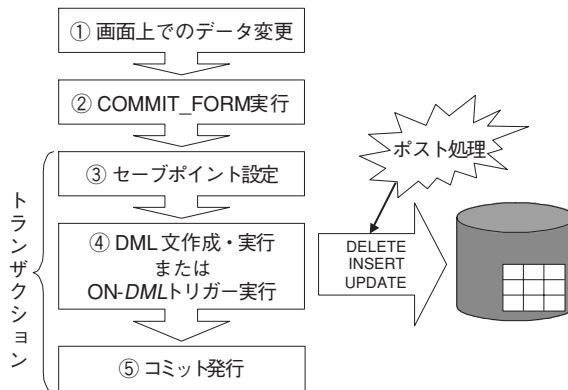 ① 画面上でのデータ変更
② COMMIT_FORM実行
ポスト処理
トランザクション
③ セーブポイント設定
④ DML 文作成・実行
または
ON-DMLトリガー実行
DELETE
INSERT
UPDATE
⑤ コミット発行